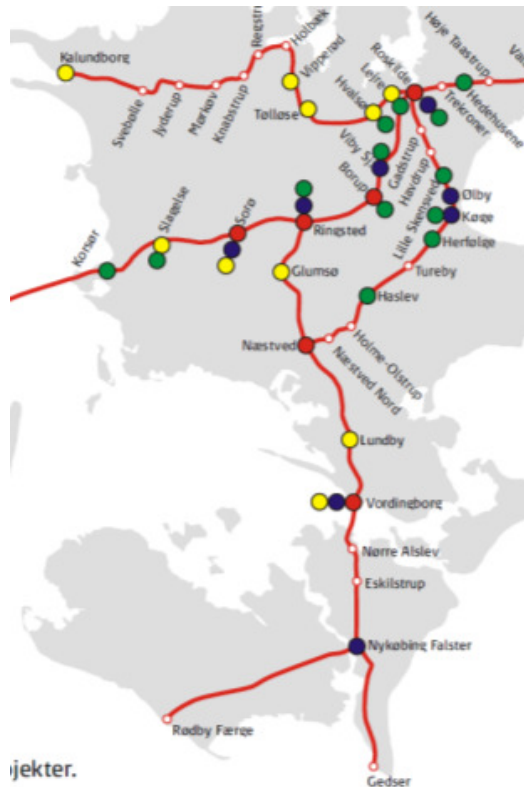 Kalundborg
Svebølle
Jyderup
Mørkøv
Knabstrup
Regstru
Holbæk
Vipperød
Tølløse
Hvalsø
Lejre
Roskilde
Høje Taastrup
Trekroner
Hedehusene
Viby Sj
Borup
Gadstrup
Havdrup
Lille Skensved
Ølby
Køge
Herfølge
Tureby
Haslev
Holme-Olstrup
Næstved Nord
Korsør
Slagelse
Sorø
Ringsted
Glumsø
Næstved
Lundby
Vordingborg
Nørre Alslev
Eskilstrup
Nykøbing Falster
Rødby Færge
Gedser
ojekter.